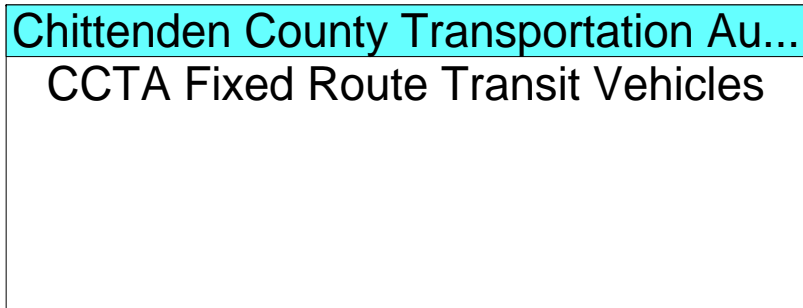 Chittenden County Transportation Au...
CCTA Fixed Route Transit Vehicles